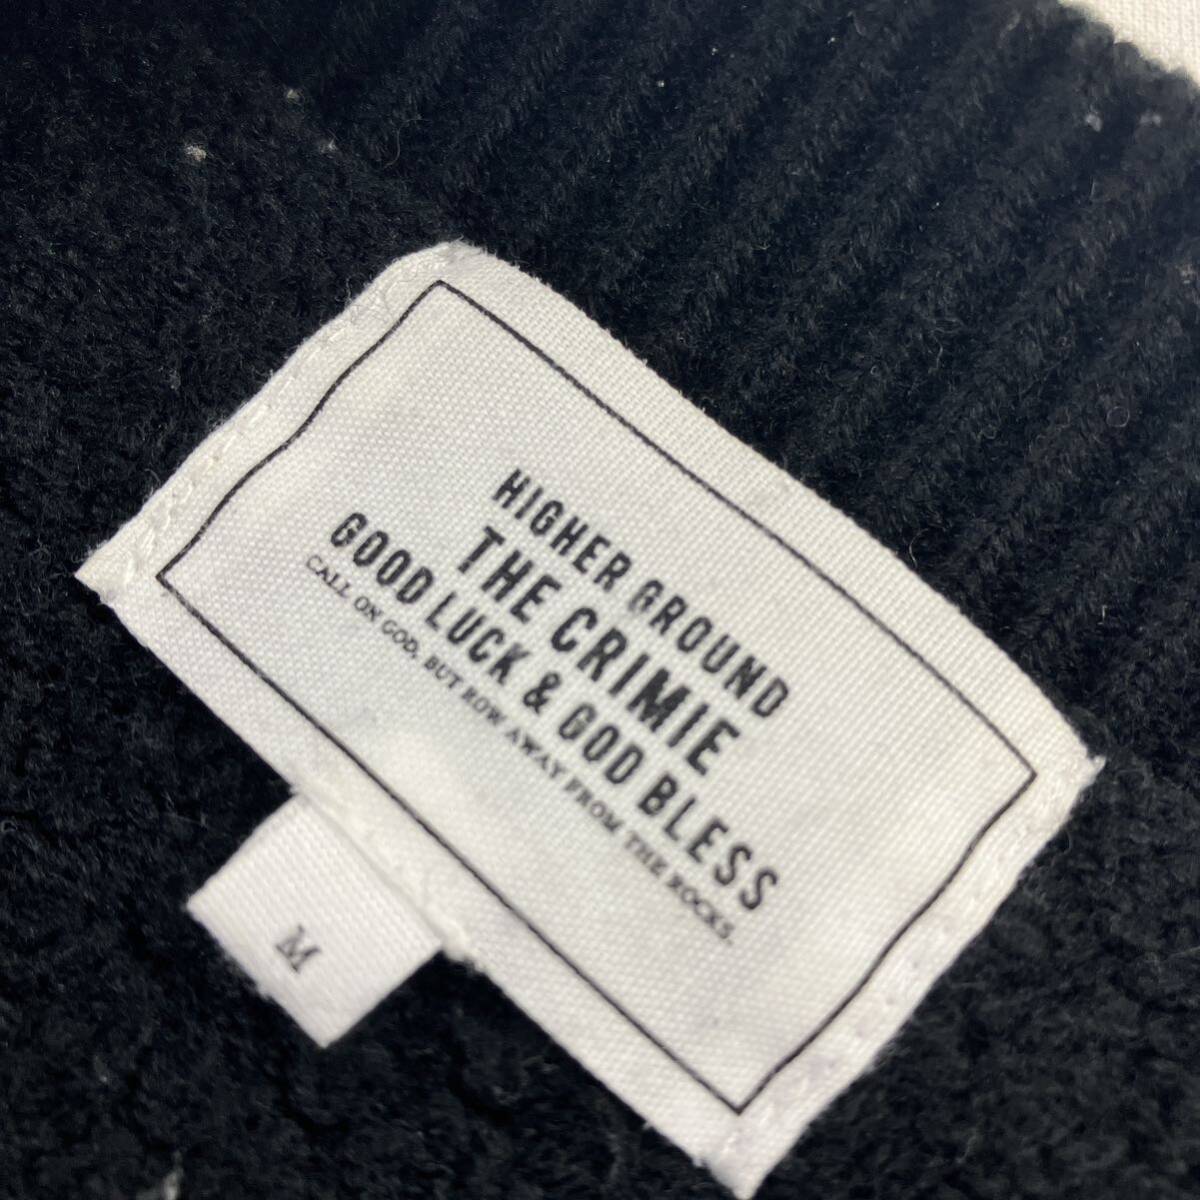 HIGHER GROUND
THE CRIMIE
GOOD LUCK & GOD BLESS
CALL ON GOD, BUT ROW AWAY FROM THE ROCKS.
M